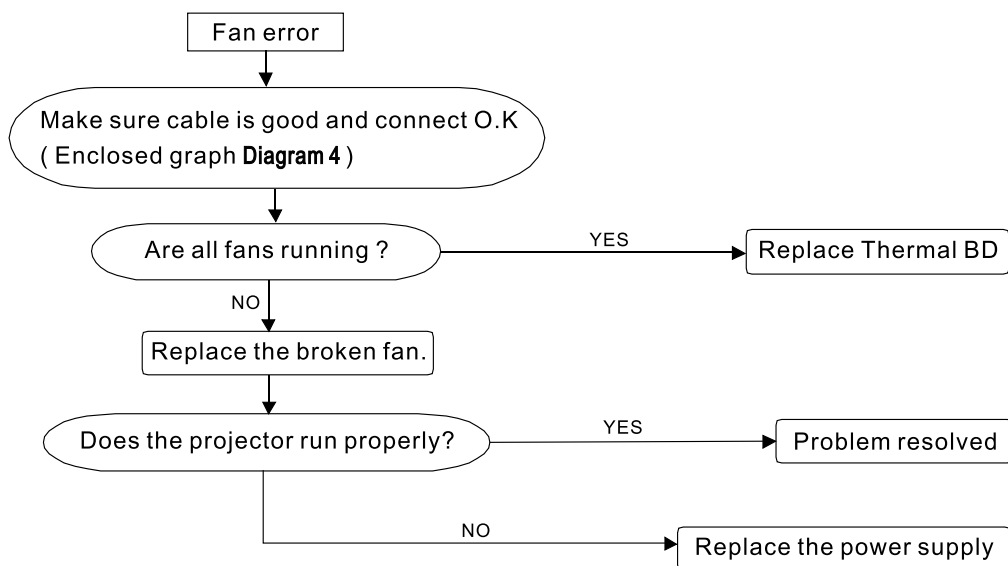 Fan error
Make sure cable is good and connect O.K
( Enclosed graph Diagram 4 )
Are all fans running ?
YES
Replace Thermal BD
NO
Replace the broken fan.
Does the projector run properly?
YES
Problem resolved
NO
Replace the power supply